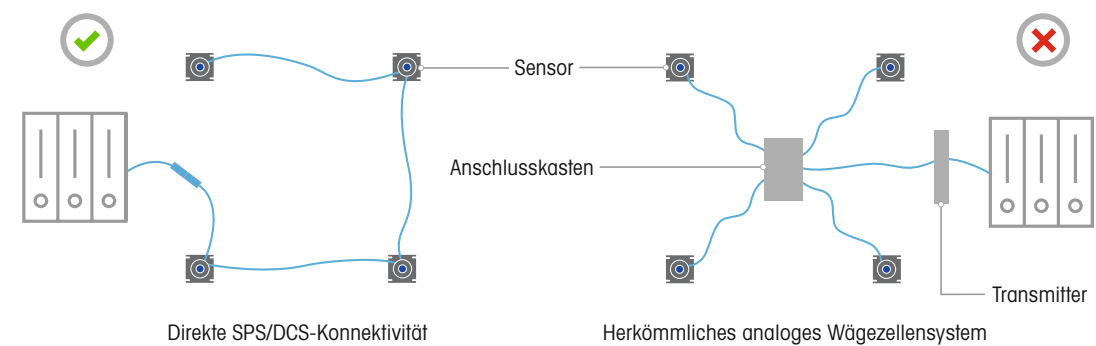 Sensor
Anschlusskasten
Transmitter
Direkte SPS/DCS-Konnektivität
Herkömmliches analoges Wägezellensystem